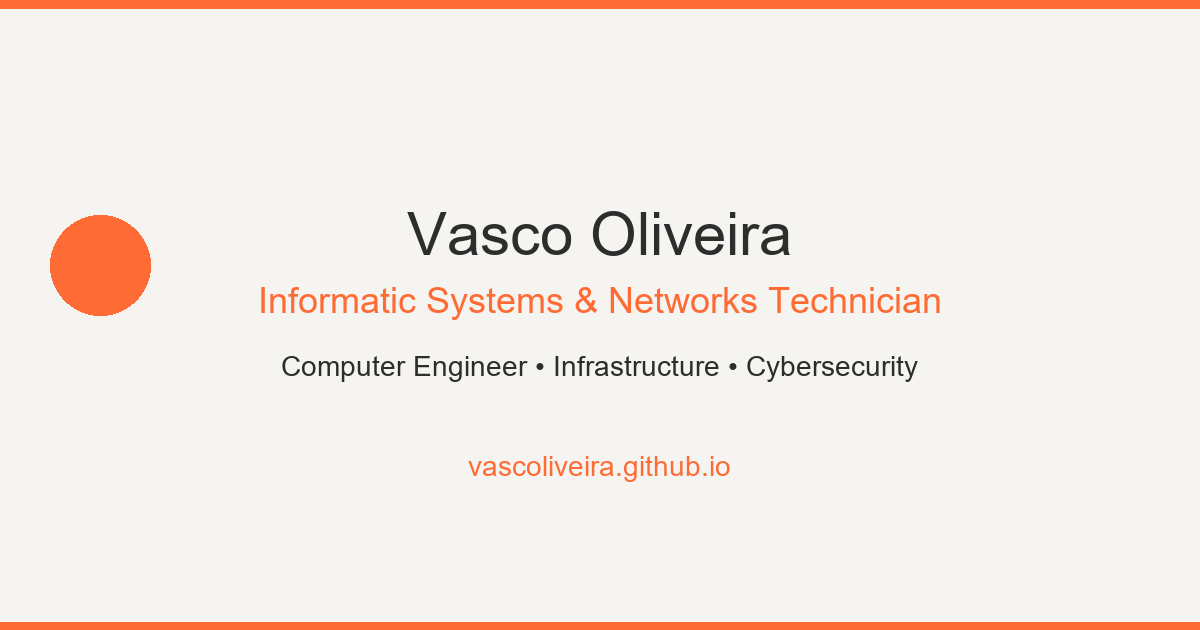 Vasco Oliveira
Informatic Systems & Networks Technician
Computer Engineer • Infrastructure • Cybersecurity
vascoliveira.github.io